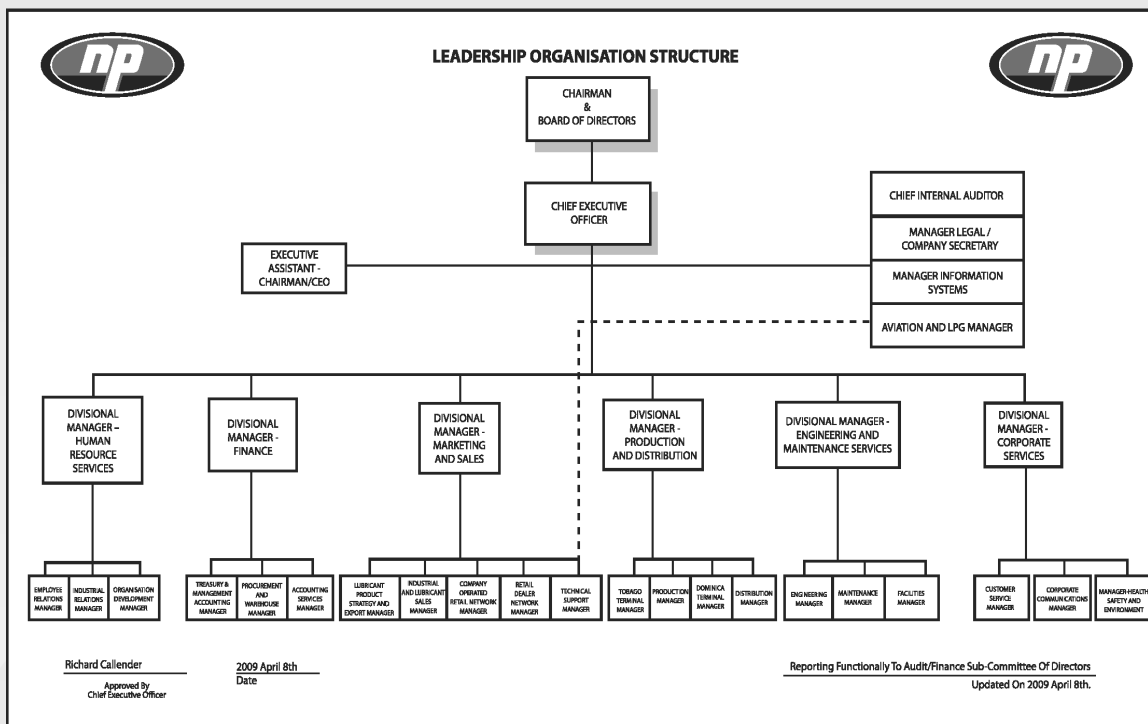 np
LEADERSHIP ORGANISATION STRUCTURE
np
CHAIRMAN
&
BOARD OF DIRECTORS
CHIEF EXECUTIVE
OFFICER
EXECUTIVE
ASSISTANT -
CHAIRMAN/CEO
CHIEF INTERNAL AUDITOR
MANAGER LEGAL /
COMPANY SECRETARY
MANAGER INFORMATION
SYSTEMS
AVIATION AND LPG MANAGER
DIVISIONAL
MANAGER –
HUMAN
RESOURCE
SERVICES
DIVISIONAL
MANAGER -
FINANCE
DIVISIONAL
MANAGER -
MARKETING
AND SALES
DIVISIONAL
MANAGER -
PRODUCTION
AND DISTRIBUTION
DIVISIONAL MANAGER -
ENGINEERING AND
MAINTENANCE SERVICES
DIVISIONAL
MANAGER -
CORPORATE
SERVICES
EMPLOYEE
RELATIONS
MANAGER
INDUSTRIAL
RELATIONS
MANAGER
ORGANISATION
DEVELOPMENT
MANAGER
TREASURY &
MANAGEMENT
ACCOUNTING
MANAGER
PROCUREMENT
AND
WAREHOUSE
MANAGER
ACCOUNTING
SERVICES
MANAGER
LUBRICANT
PRODUCT
STRATEGY AND
EXPORT MANAGER
INDUSTRIAL
AND LUBRICANT
SALES
MANAGER
COMPANY
OPERATED
RETAIL NETWORK
MANAGER
RETAIL
DEALER
NETWORK
MANAGER
TECHNICAL
SUPPORT
MANAGER
TOBAGO
TERMINAL
MANAGER
PRODUCTION
MANAGER
DOMINICA
TERMINAL
MANAGER
DISTRIBUTION
MANAGER
ENGINEERING
MANAGER
MAINTENANCE
MANAGER
FACILITIES
MANAGER
CUSTOMER
SERVICE
MANAGER
CORPORATE
COMMUNICATIONS
MANAGER
MANAGER-HEALTH
SAFETY AND
ENVIRONMENT
Richard Callender
Approved By
Chief Executive Officer
2009 April 8th
Date
Reporting Functionally To Audit/Finance Sub-Committee Of Directors
Updated On 2009 April 8th.